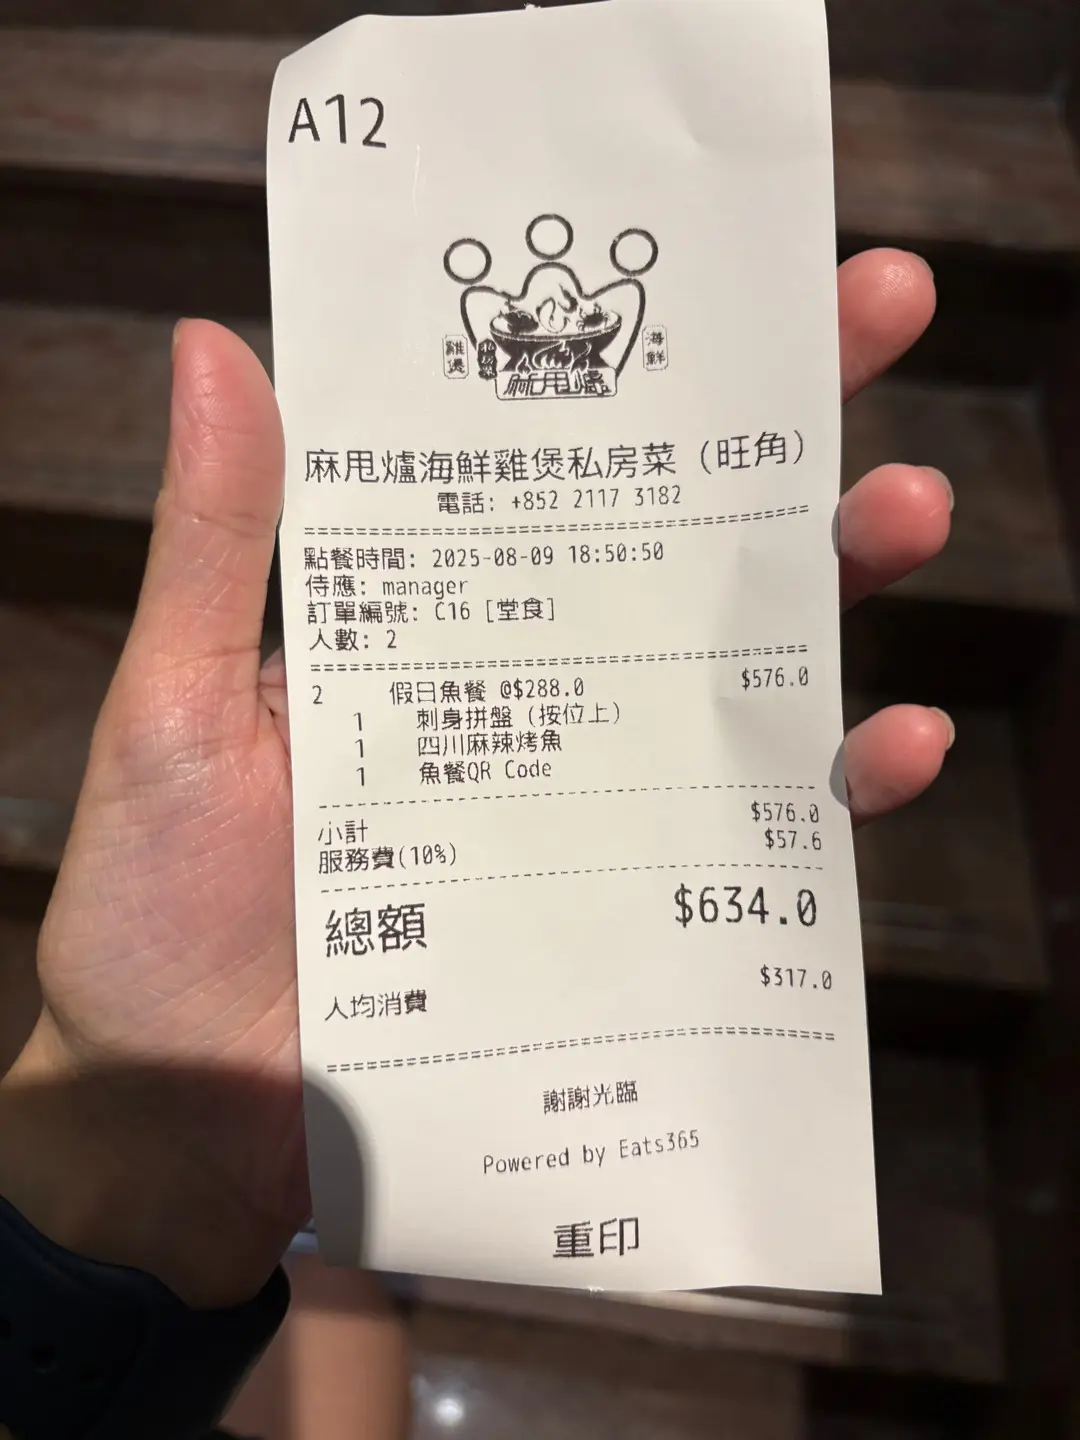 A12
雞煲
海鮮
麻甩爐
麻甩爐海鮮雞煲私房菜 (旺角)
電話: +852 2117 3182
點餐時間: 2025-08-09 18:50:50
侍應: manager
訂單編號: C16 [堂食]
人數: 2
2 假日魚餐 @$288.0 $576.0
1 刺身拼盤 (按位上)
1 四川麻辣烤魚
1 魚餐QR Code
小計 $576.0
服務費(10%) $57.6
總額 $634.0
人均消費 $317.0
謝謝光臨
Powered by Eats365
重印